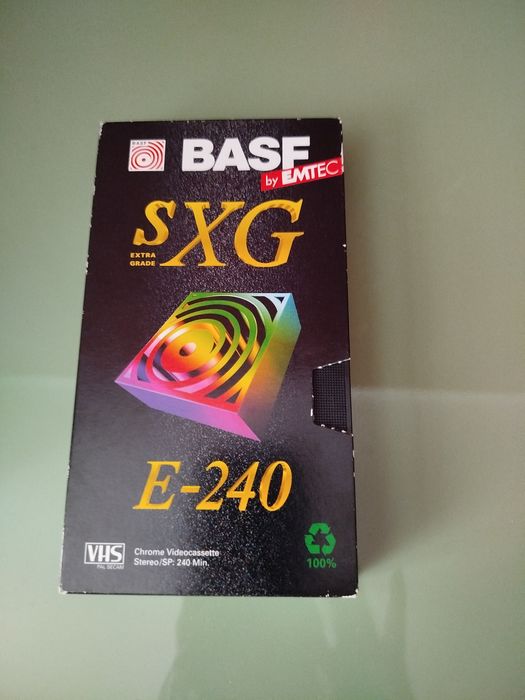 BASF
BASF
by EMTEC
SXG
EXTRA
GRADE
E-240
VHS
PAL SECAM
Chrome Videocassette
Stereo/SP: 240 Min.
100%